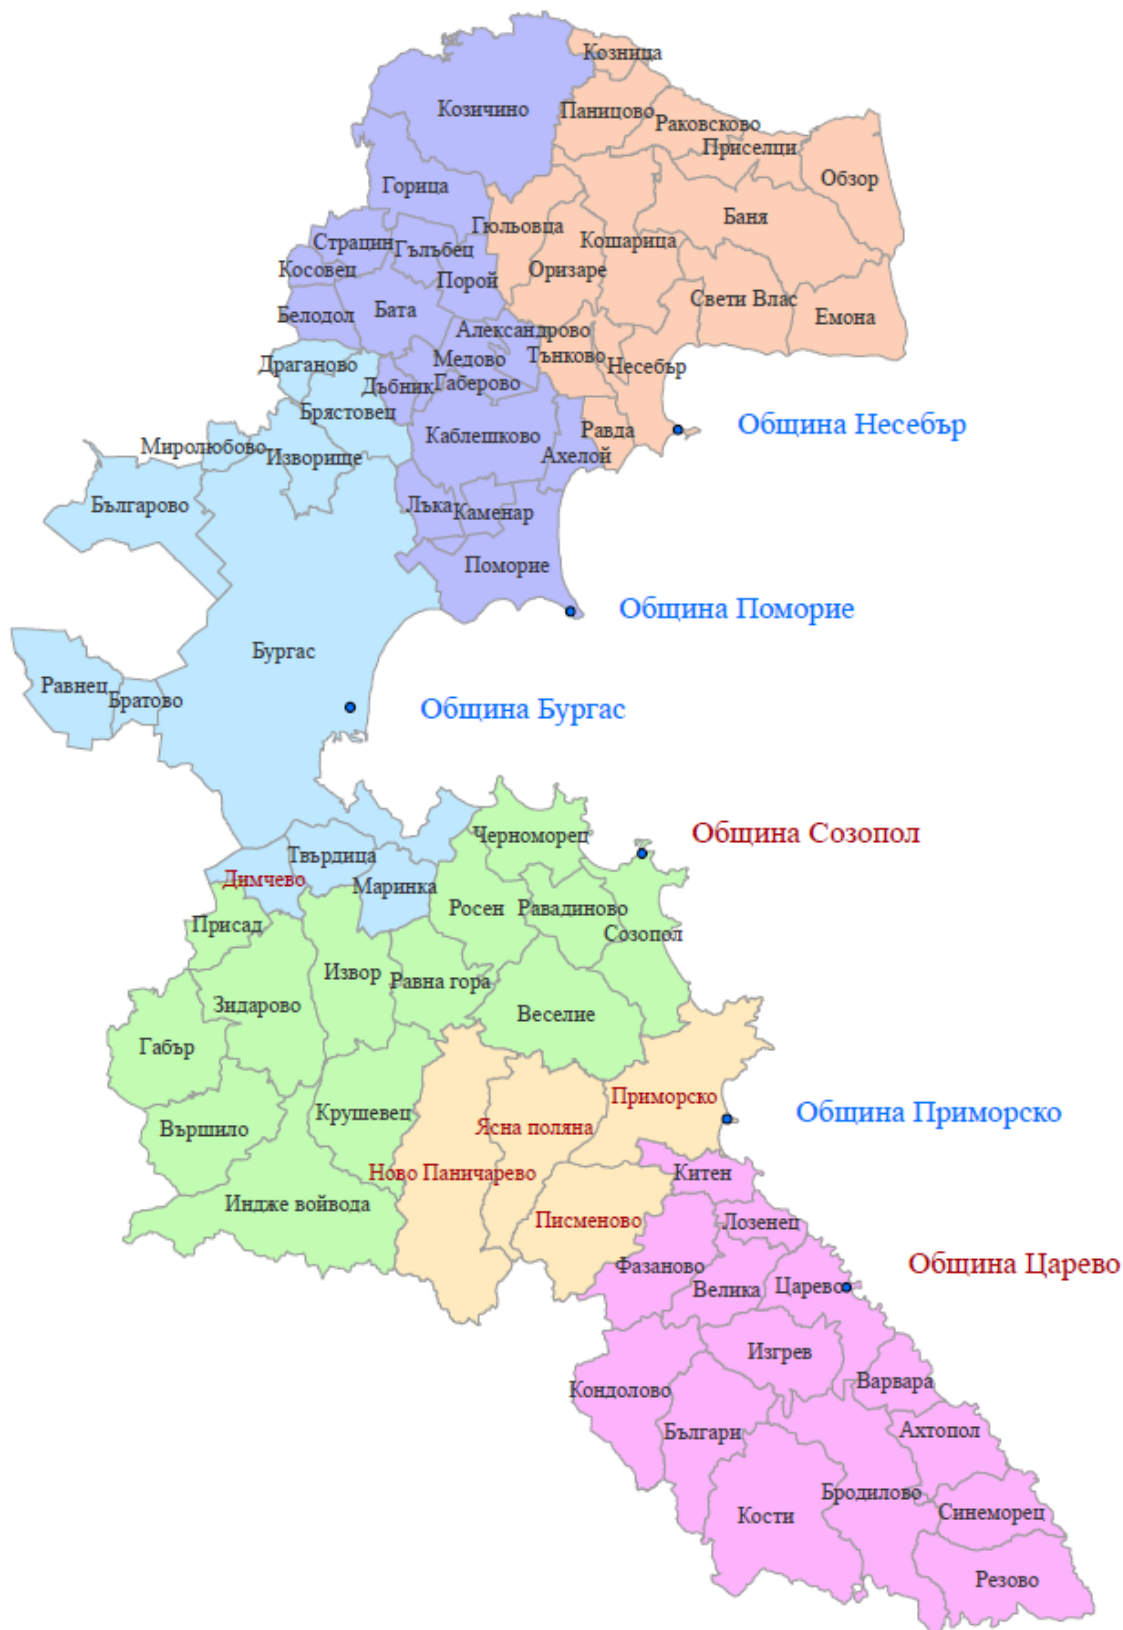 Козница
Козичино
Паницово
Раковсково
Приселци
Обзор
Горица
Баня
Гюльовца
Кошарица
Страцин
Гълъбец
Косовец
Оризаре
Порой
Свети Влас
Белодол
Бата
Емона
Александрово
Медово
Тънково
Драганово
Несебър
Дъбник
Габерово
Брястовец
Община Несебър
Равда
Каблешково
Миролюбово
Изворище
Ахелой
Българово
Лъка
Каменар
Поморие
Община Поморие
Бургас
Равнец
Братово
Община Бургас
Черноморец
Община Созопол
Твърдица
Димчево
Маринка
Росен
Равадиново
Присад
Созопол
Извор
Равна гора
Зидарово
Веселие
Габър
Приморско
Община Приморско
Крушевец
Вършило
Ясна поляна
Ново Паничарево
Китен
Индже войвода
Писменово
Лозенец
Фазаново
Община Царево
Велика
Царево
Изгрев
Варвара
Кондолово
Българи
Ахтопол
Бродилово
Кости
Синеморец
Резово